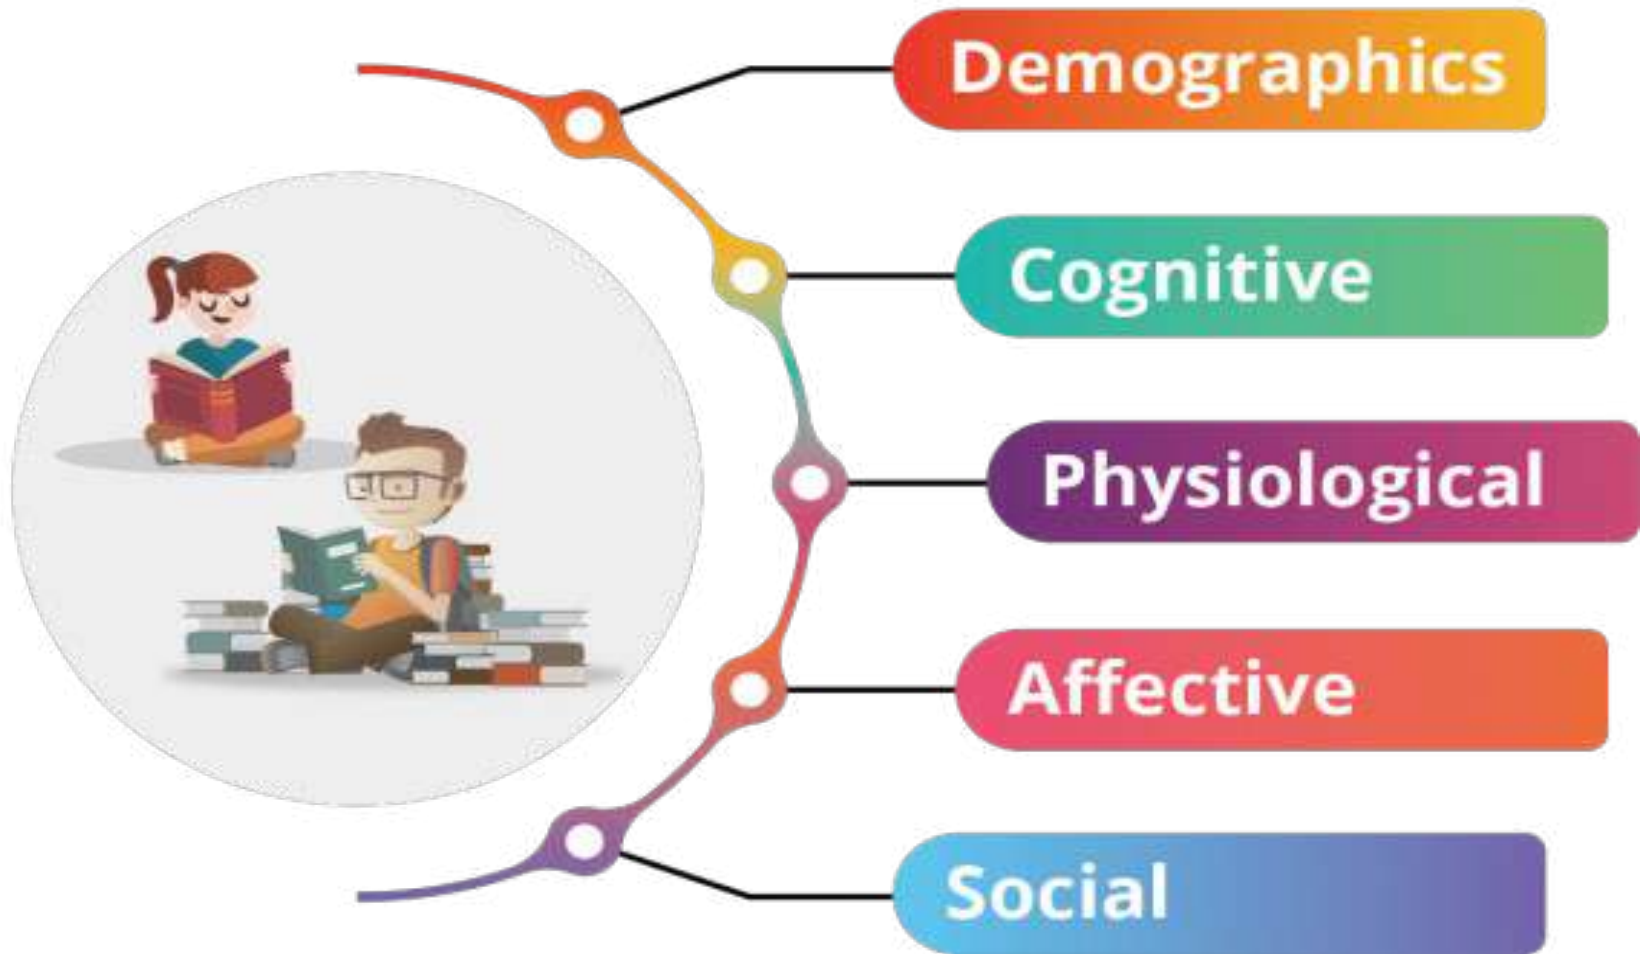 Demographics
Cognitive
Physiological
Affective
Social